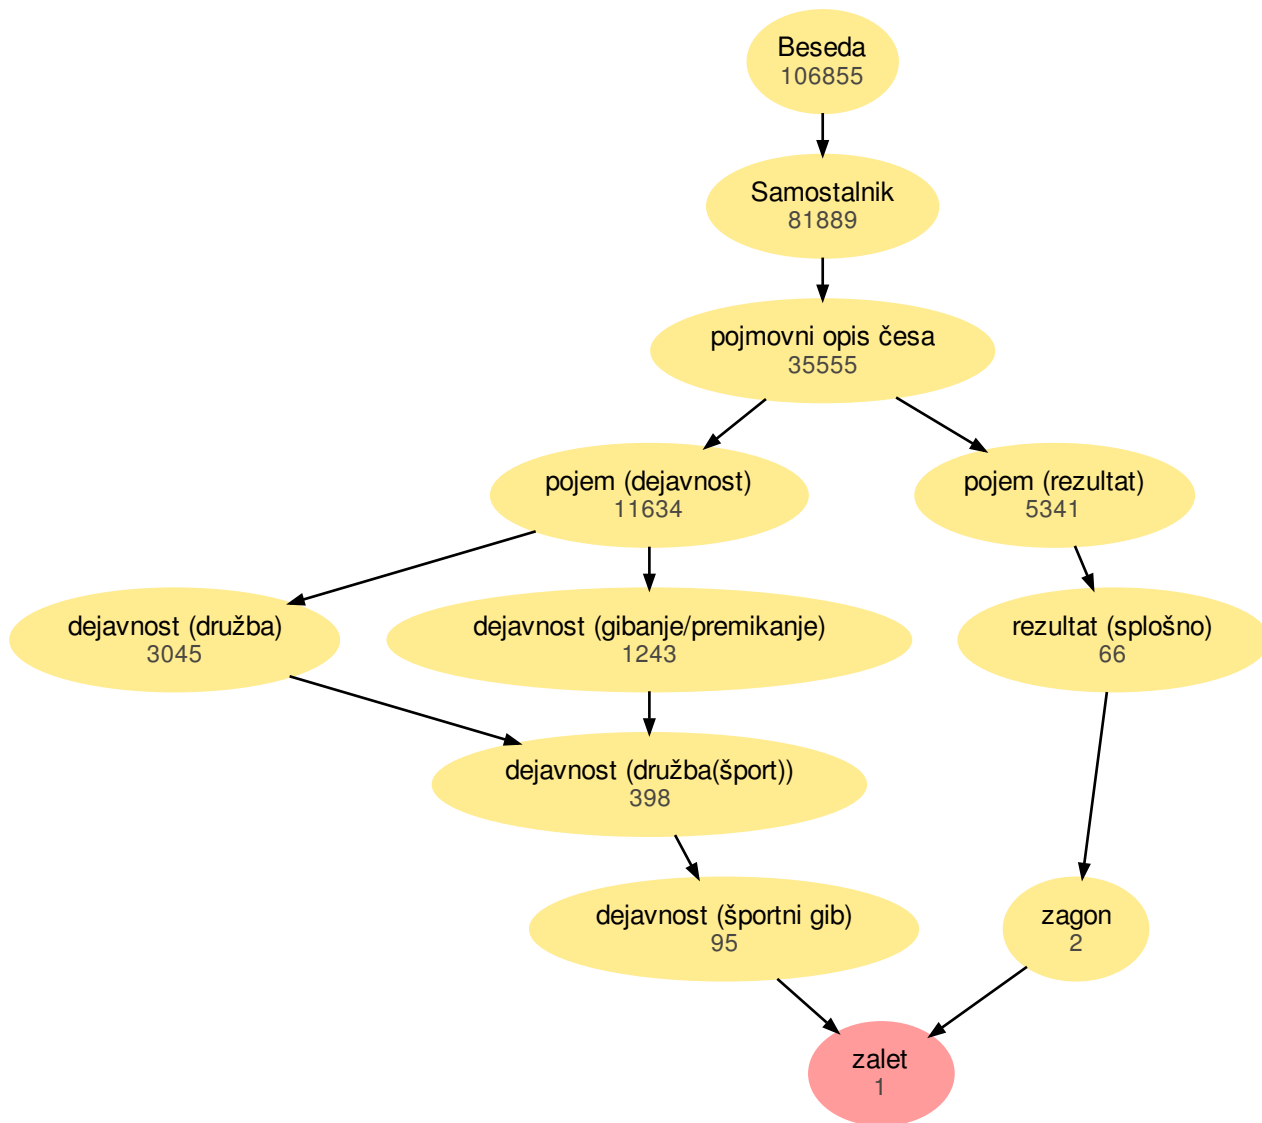 Beseda
106855
Samostalnik
81889
pojmovni opis česa
35555
pojem (dejavnost)
11634
pojem (rezultat)
5341
dejavnost (družba)
3045
dejavnost (gibanje/premikanje)
1243
rezultat (splošno)
66
dejavnost (družba(šport))
398
dejavnost (športni gib)
95
zagon
2
zalet
1